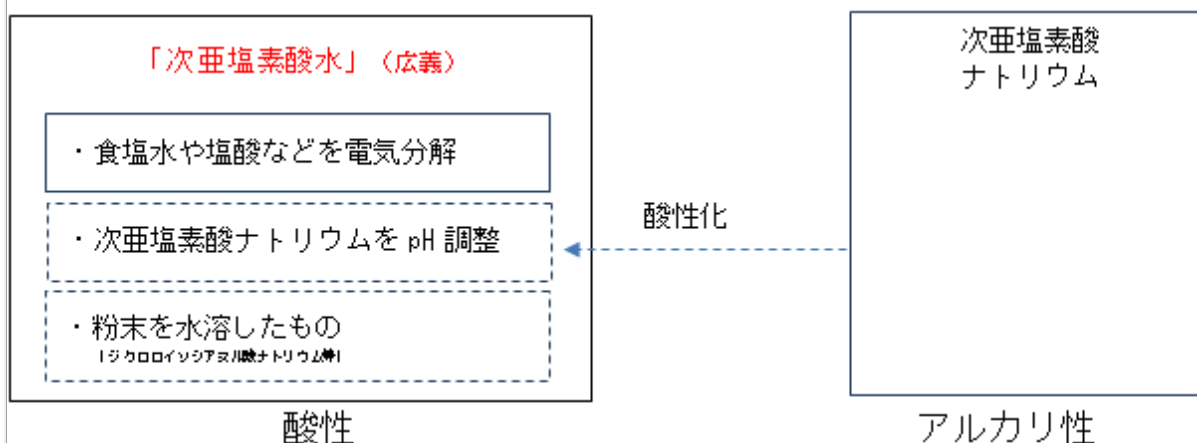 「次亜塩素酸水」（広義）
・食塩水や塩酸などを電気分解
・次亜塩素酸ナトリウムを pH 調整
・粉末を水溶したもの
（ジクロロイソシアヌル酸ナトリウム等）
酸性
酸性化
次亜塩素酸
ナトリウム
アルカリ性